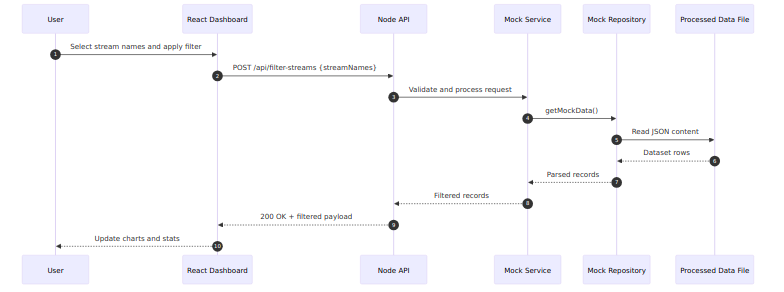 User
React Dashboard
Node API
Mock Service
Mock Repository
Processed Data File
1
Select stream names and apply filter
2
POST /api/filter-streams {streamNames}
3
Validate and process request
4
getMockData()
5
Read JSON content
6
Dataset rows
7
Parsed records
8
Filtered records
9
200 OK + filtered payload
10
Update charts and stats
User
React Dashboard
Node API
Mock Service
Mock Repository
Processed Data File